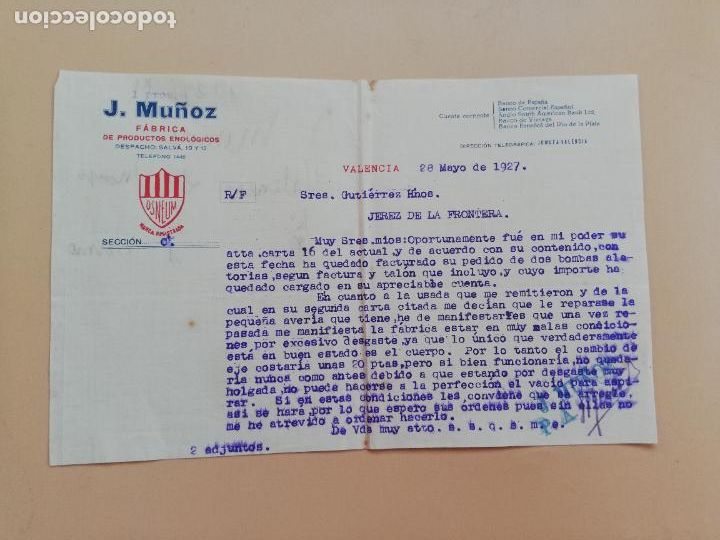 todocoleccion
J. Muñoz
FÁBRICA
DE PRODUCTOS ENOLÓGICOS
DESPACHO: SALVÁ, 10 Y 12
TELÉFONO 1448
OSNEUM
MARCA REGISTRADA
SECCIÓN
Cuenta corriente
Banco de España
Banco Comercial Español
Anglo South American Bank Ltd.
Banco de Vizcaya
Banco Español del Río de la Plata
DIRECCIÓN TELEGRÁFICA: JEMUZA-VALENCIA
VALENCIA 28 Mayo de 1927.
R/F Sres. Gutiérrez Hnos.
JEREZ DE LA FRONTERA.
Muy Sres.mios:Oportunamente fué en mi poder su
atta.carta 16 del actual,y de acuerdo con su contenido,con
esta fecha ha quedado facturado su pedido de dos bombas ale-
torias,segun factura y talón que incluyo,y cuyo importe ha
quedado cargado en su apreciable cuenta.
En cuanto a la usada que me remitieron y de la
cual en su segunda carta citada me decían que le reparase la
pequeña averia que tiene,he de manifestarles que una vez re-
pasada me manifiesta la fábrica estar en muy malas condicio-
nes por excesivo desgaste,ya que lo único que verdaderamente
está en buen estado es el cuerpo. Por lo tanto el cambio de
eje costaría unas 20 ptas,pero si bien funcionaría,no queda-
ría nunca como antes debido a que estando por desgaste muy
holgada,no puede hacerse a la perfección el vacío para aspi-
rar. Si en estas condiciones les conviene que se arregle,
así se hará,por lo que espero sus órdenes pues sin ellas no
me he atrevido a ordenar hacerlo.
De Vds muy atto. s. s. q. s. m. e.
2 adjuntos.